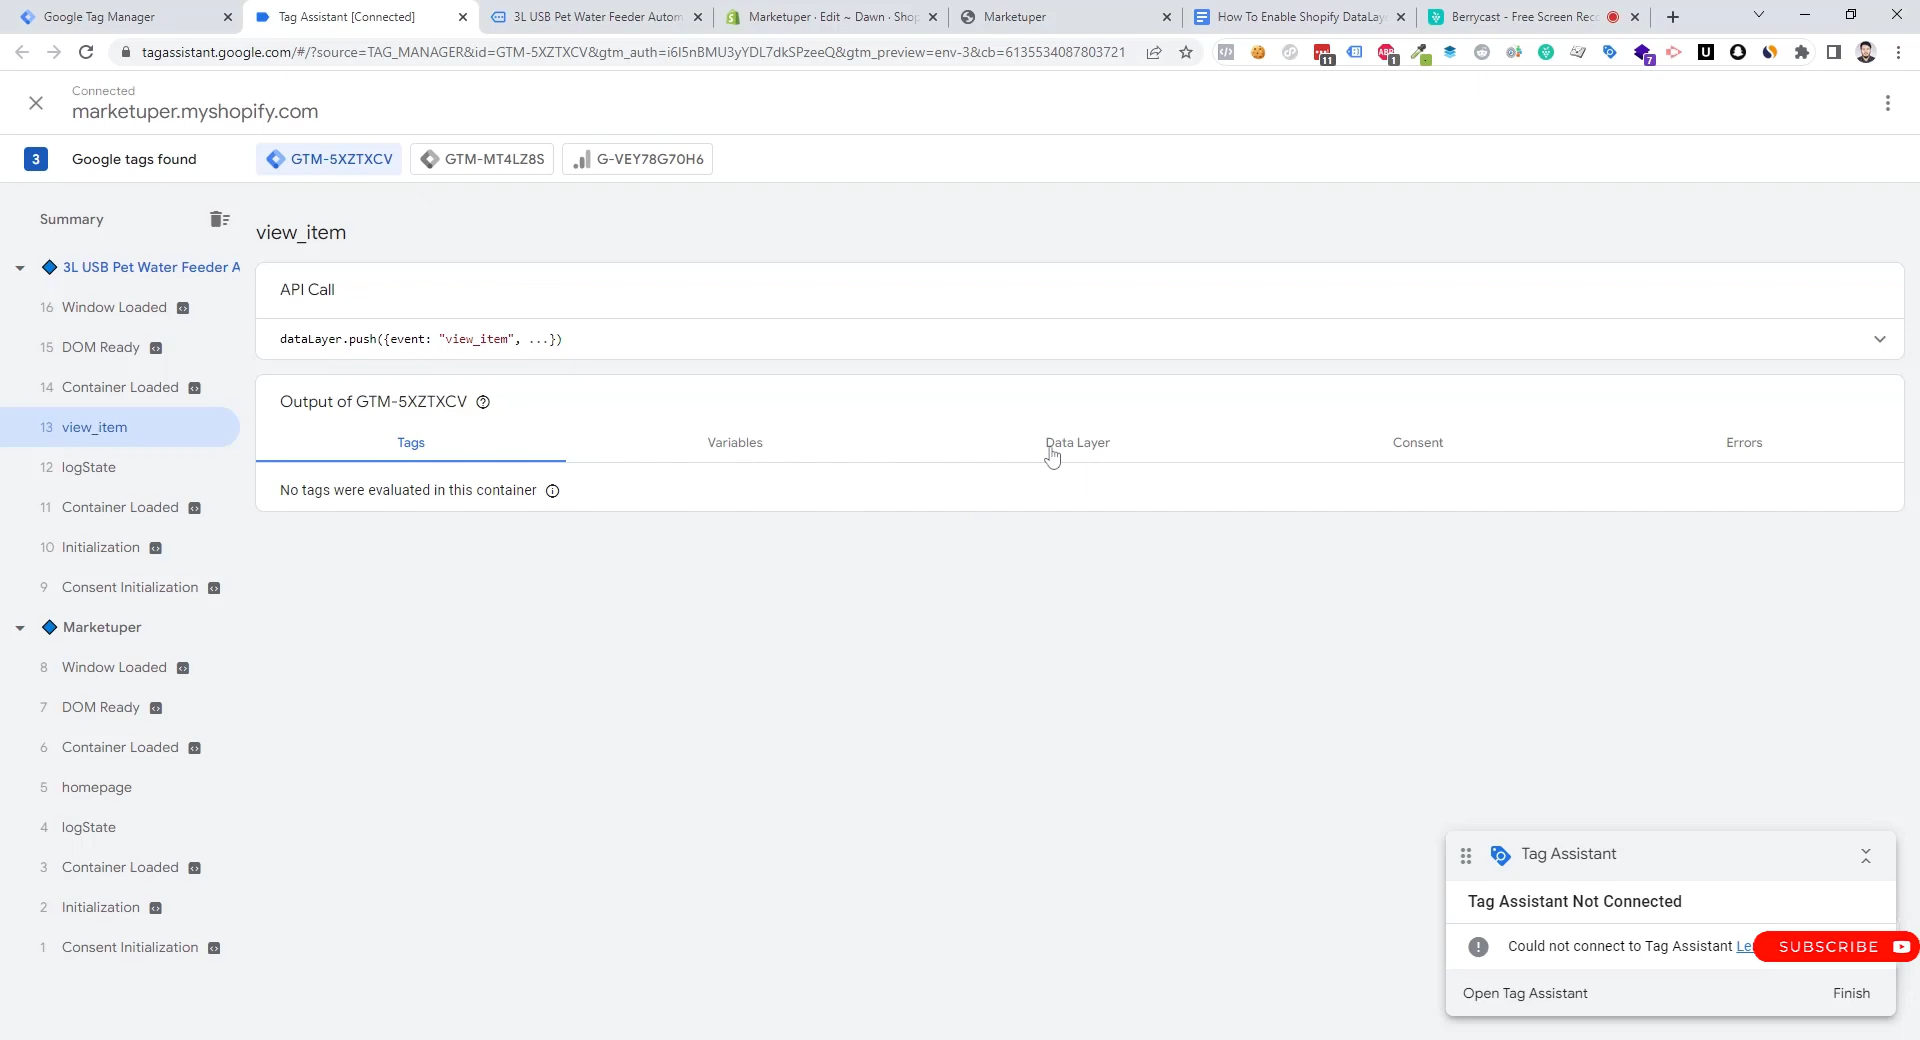 Google Tag Manager
Tag Assistant [Connected]
3L USB Pet Water Feeder Autom
Marketuper · Edit ~ Dawn · Shop
Marketuper
How To Enable Shopify DataLay
Berrycast - Free Screen Rec
tagassistant.google.com/#/?source=TAG_MANAGER&id=GTM-5XZTXCV&gtm_auth=i6I5nBMU3yYDL7dkSPzeeQ&gtm_preview=env-3&cb=6135534087803721
11
ABP
1
7
U
Connected
marketuper.myshopify.com
3
Google tags found
GTM-5XZTXCV
GTM-MT4LZ8S
G-VEY78G70H6
Summary
3L USB Pet Water Feeder A
16 Window Loaded
15 DOM Ready
14 Container Loaded
13 view_item
12 logState
11 Container Loaded
10 Initialization
9 Consent Initialization
Marketuper
8 Window Loaded
7 DOM Ready
6 Container Loaded
5 homepage
4 logState
3 Container Loaded
2 Initialization
1 Consent Initialization
view_item
API Call
dataLayer.push({event: "view_item", ...})
Output of GTM-5XZTXCV
Tags
Variables
Data Layer
Consent
Errors
No tags were evaluated in this container
Tag Assistant
Tag Assistant Not Connected
Could not connect to Tag Assistant Le
SUBSCRIBE
Open Tag Assistant
Finish